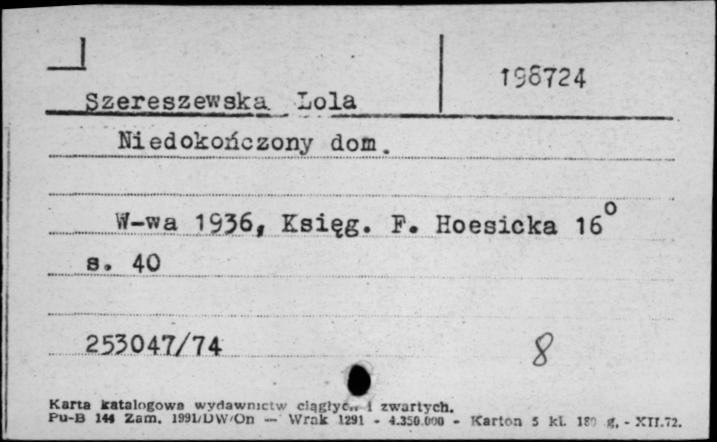 198724
Szereszewska Lola
Niedokończony dom.
W-wa 1936, Księg. F. Hoesicka 16°
s. 40
253047/74
8
Karta katalogowa wydawnictw ciągłych i zwartych.
Pu-B 144 Zam. 1991/DW/On — Wrak 1291 - 4.350.000 - Karton 5 kl. 180 g. - XII.72.